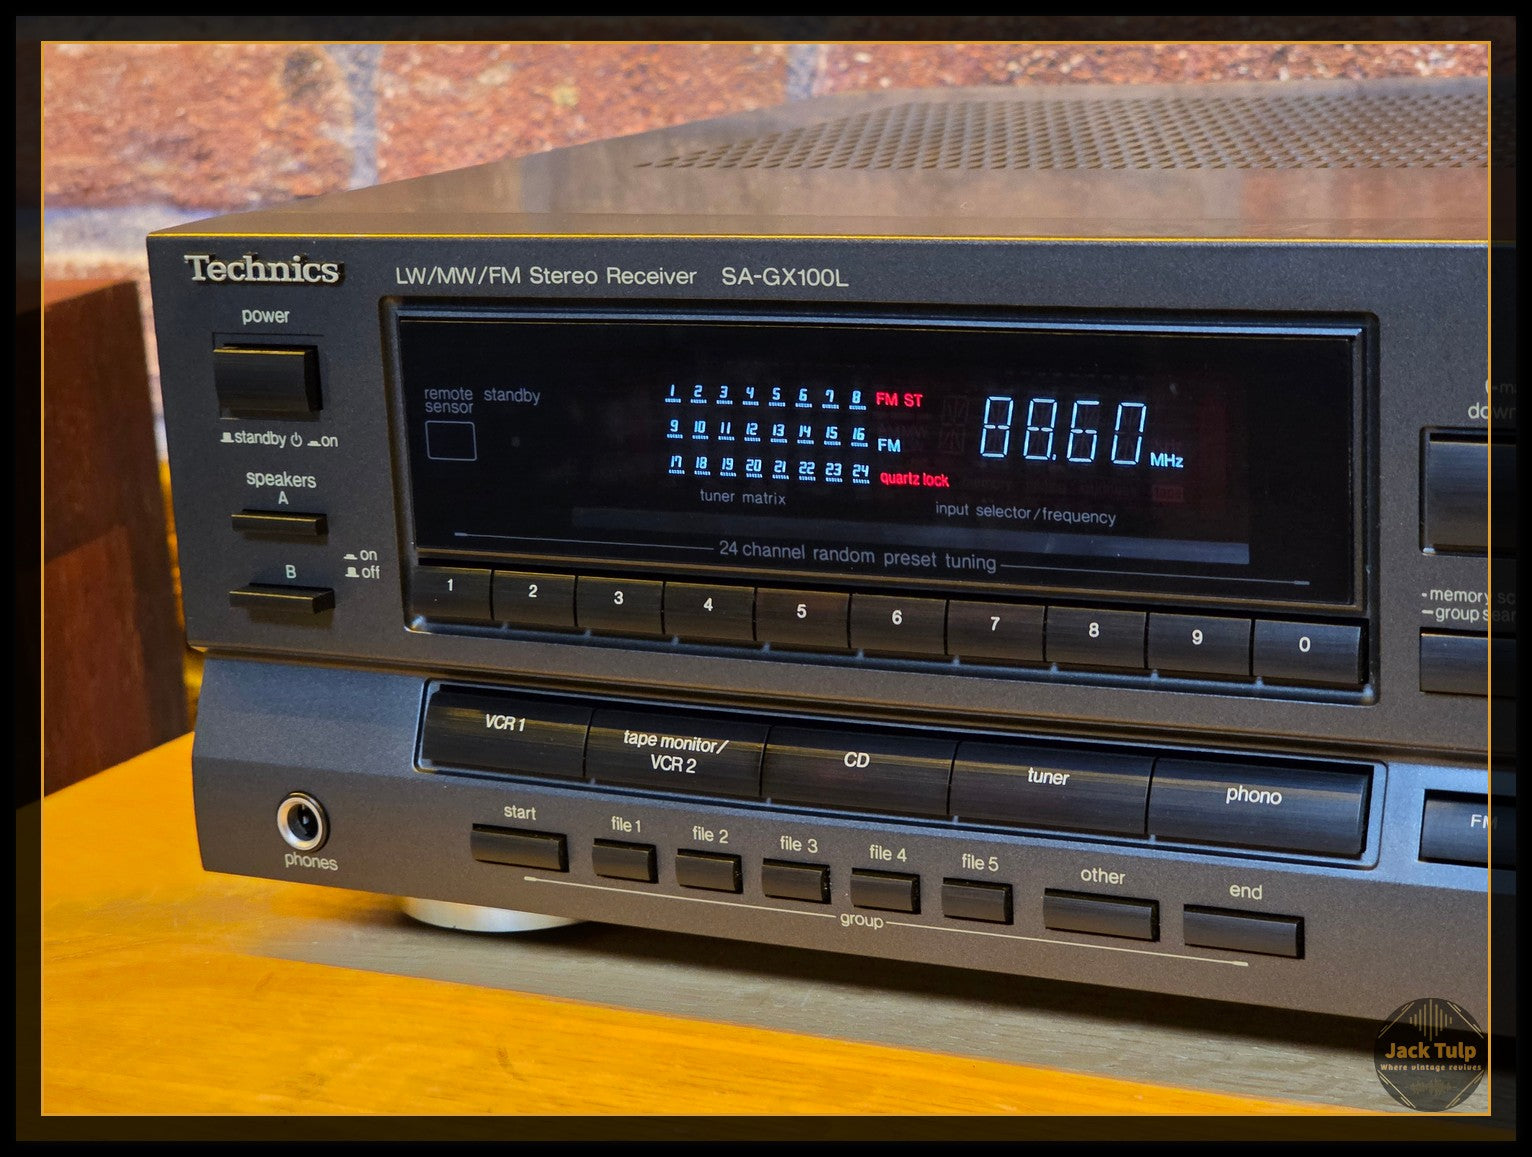 Technics
LW/MW/FM Stereo Receiver SA-GX100L
power
standby on
speakers
A
on
B
off
remote standby
sensor
1 2 3 4 5 6 7 8 FM ST
9 10 11 12 13 14 15 16 FM
17 18 19 20 21 22 23 24 quartz lock
88.60 MHz
tuner matrix
input selector/frequency
24 channel random preset tuning
1 2 3 4 5 6 7 8 9 0
down
-memory
-group search
VCR 1
tape monitor/
VCR 2
CD
tuner
phono
FM
phones
start
file 1
file 2
file 3
file 4
file 5
other
end
group
Jack Tulp
Where vintage revives